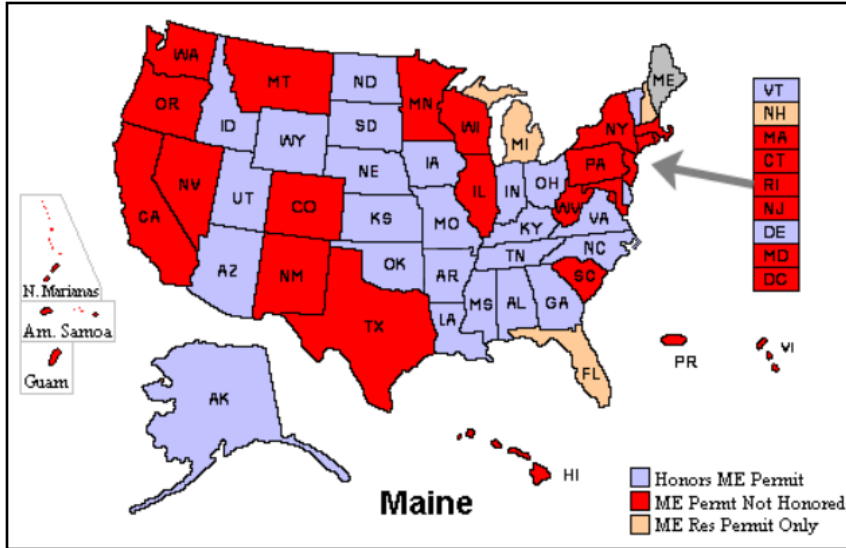 WA
MT
ND
MN
ME
OR
ID
WY
SD
WI
MI
NY
VT
NH
MA
CT
RI
NJ
DE
MD
DC
NV
UT
CO
NE
IA
IL
IN
OH
PA
WV
VA
CA
KS
MO
KY
NC
AZ
NM
OK
AR
TN
SC
TX
LA
MS
AL
GA
FL
N. Marianas
Am. Samoa
Guam
AK
HI
PR
VI
Maine
Honors ME Permit
ME Permt Not Honored
ME Res Permit Only